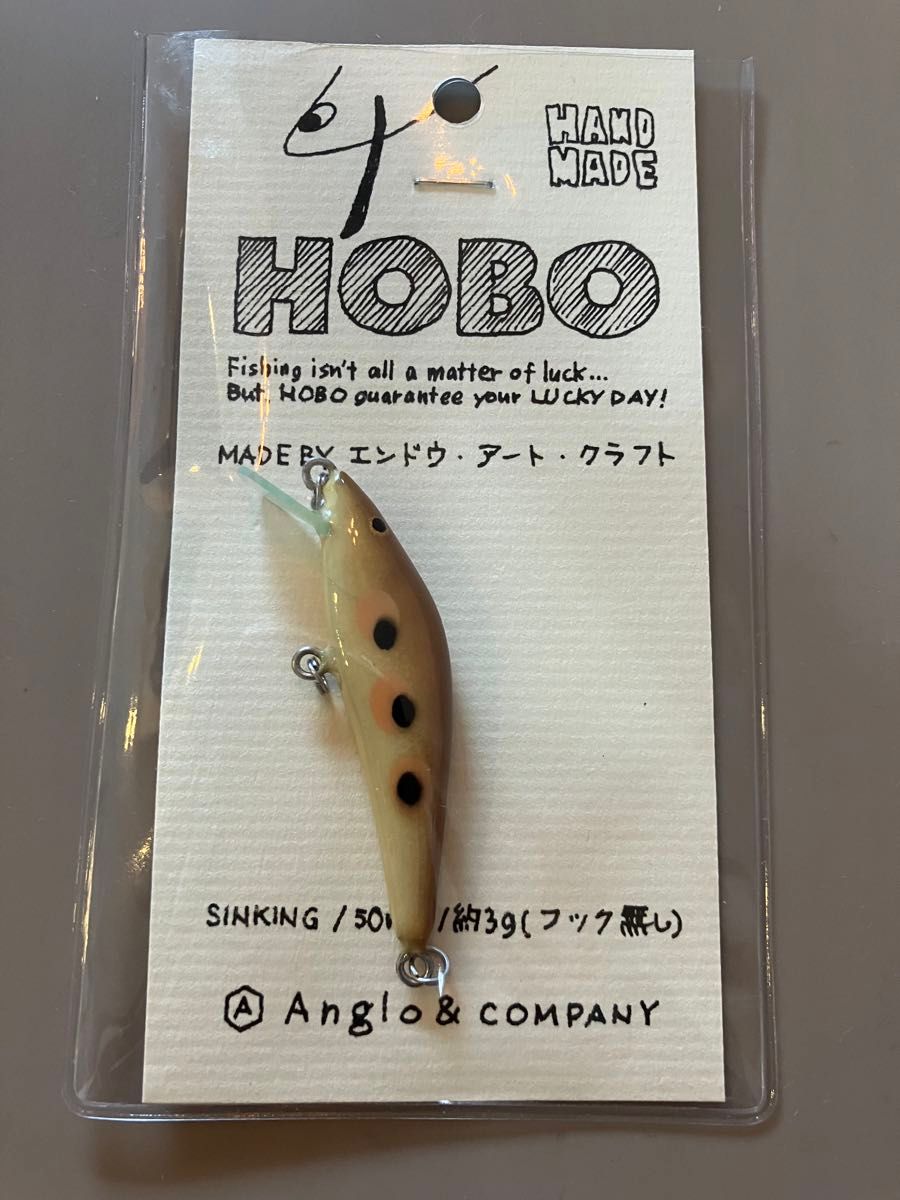 HAND
MADE
HOBO
Fishing isn't all a matter of luck...
But, HOBO guarantee your LUCKY DAY!
MADE BY エンドウ・アート・クラフト
SINKING / 50 / 約3g(フック無し)
A Anglo & COMPANY